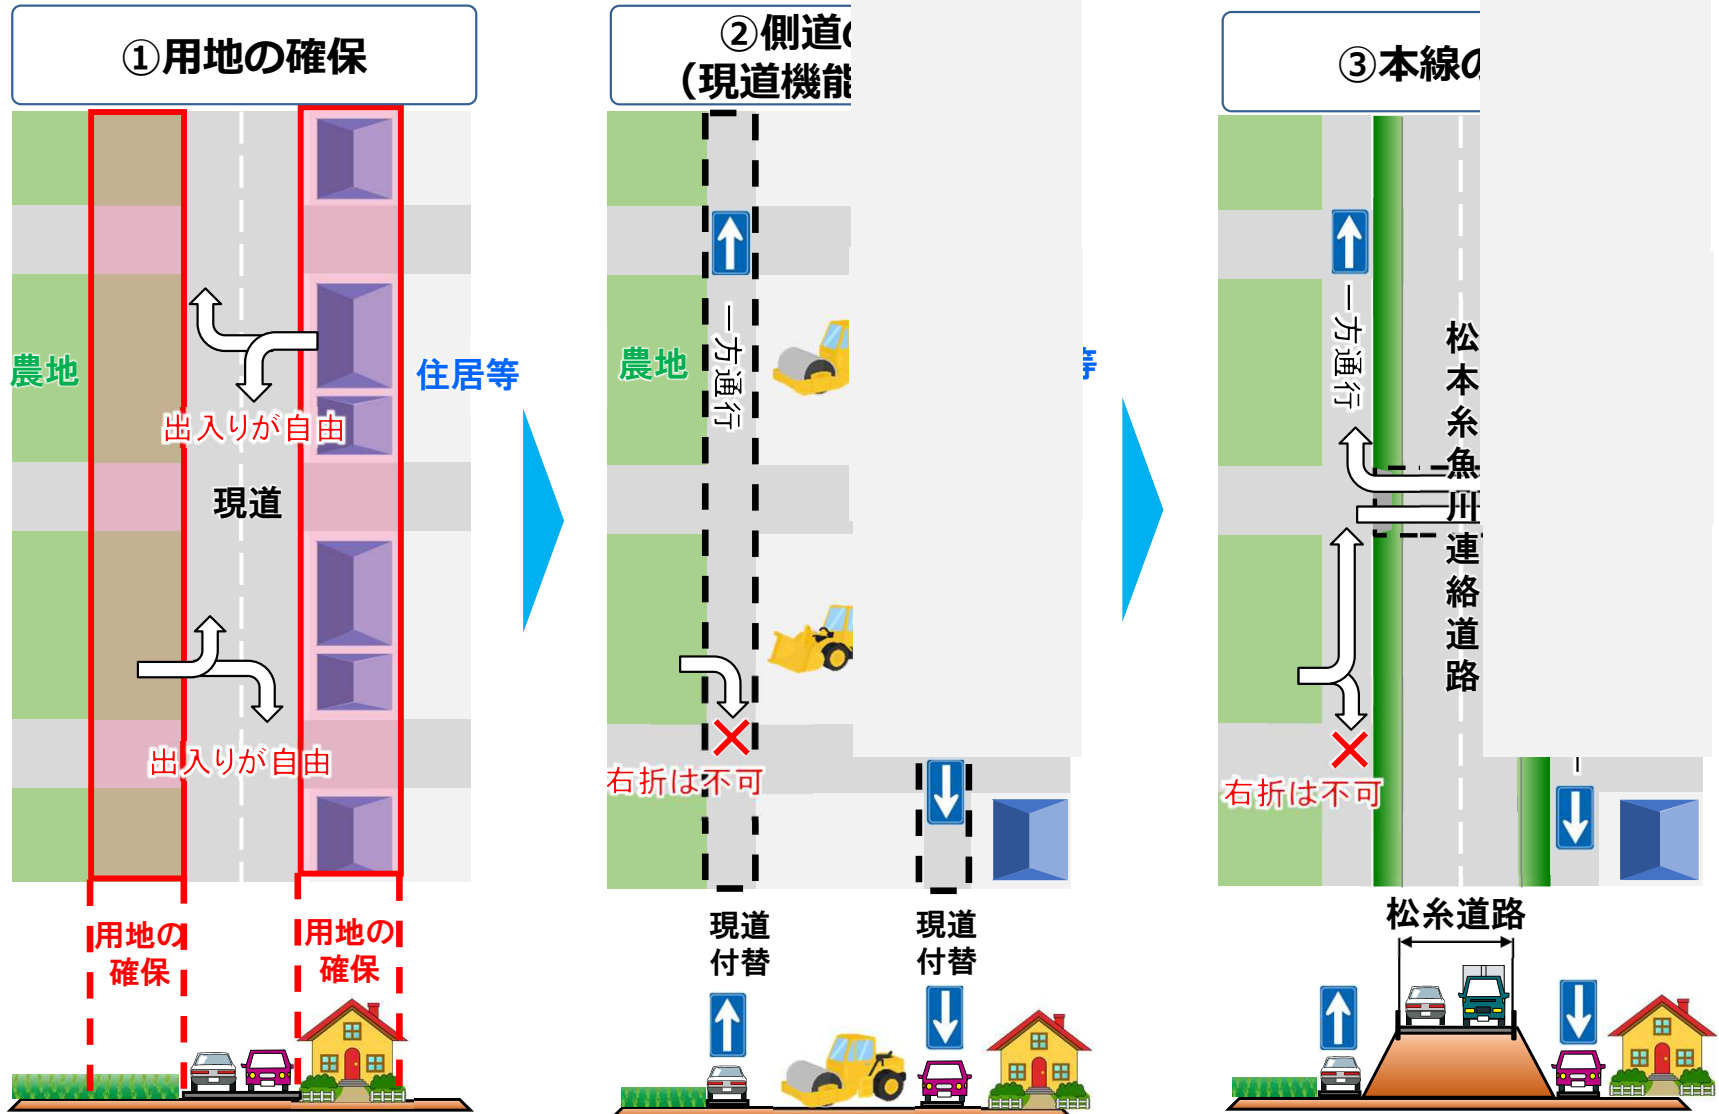 ①用地の確保
農地
住居等
出入りが自由
現道
出入りが自由
用地の
確保
用地の
確保
②側道
(現道機能
農地
一方通行
等
右折は不可
現道
付替
現道
付替
③本線の
一方通行
松本糸魚川連絡道路
右折は不可
松糸道路